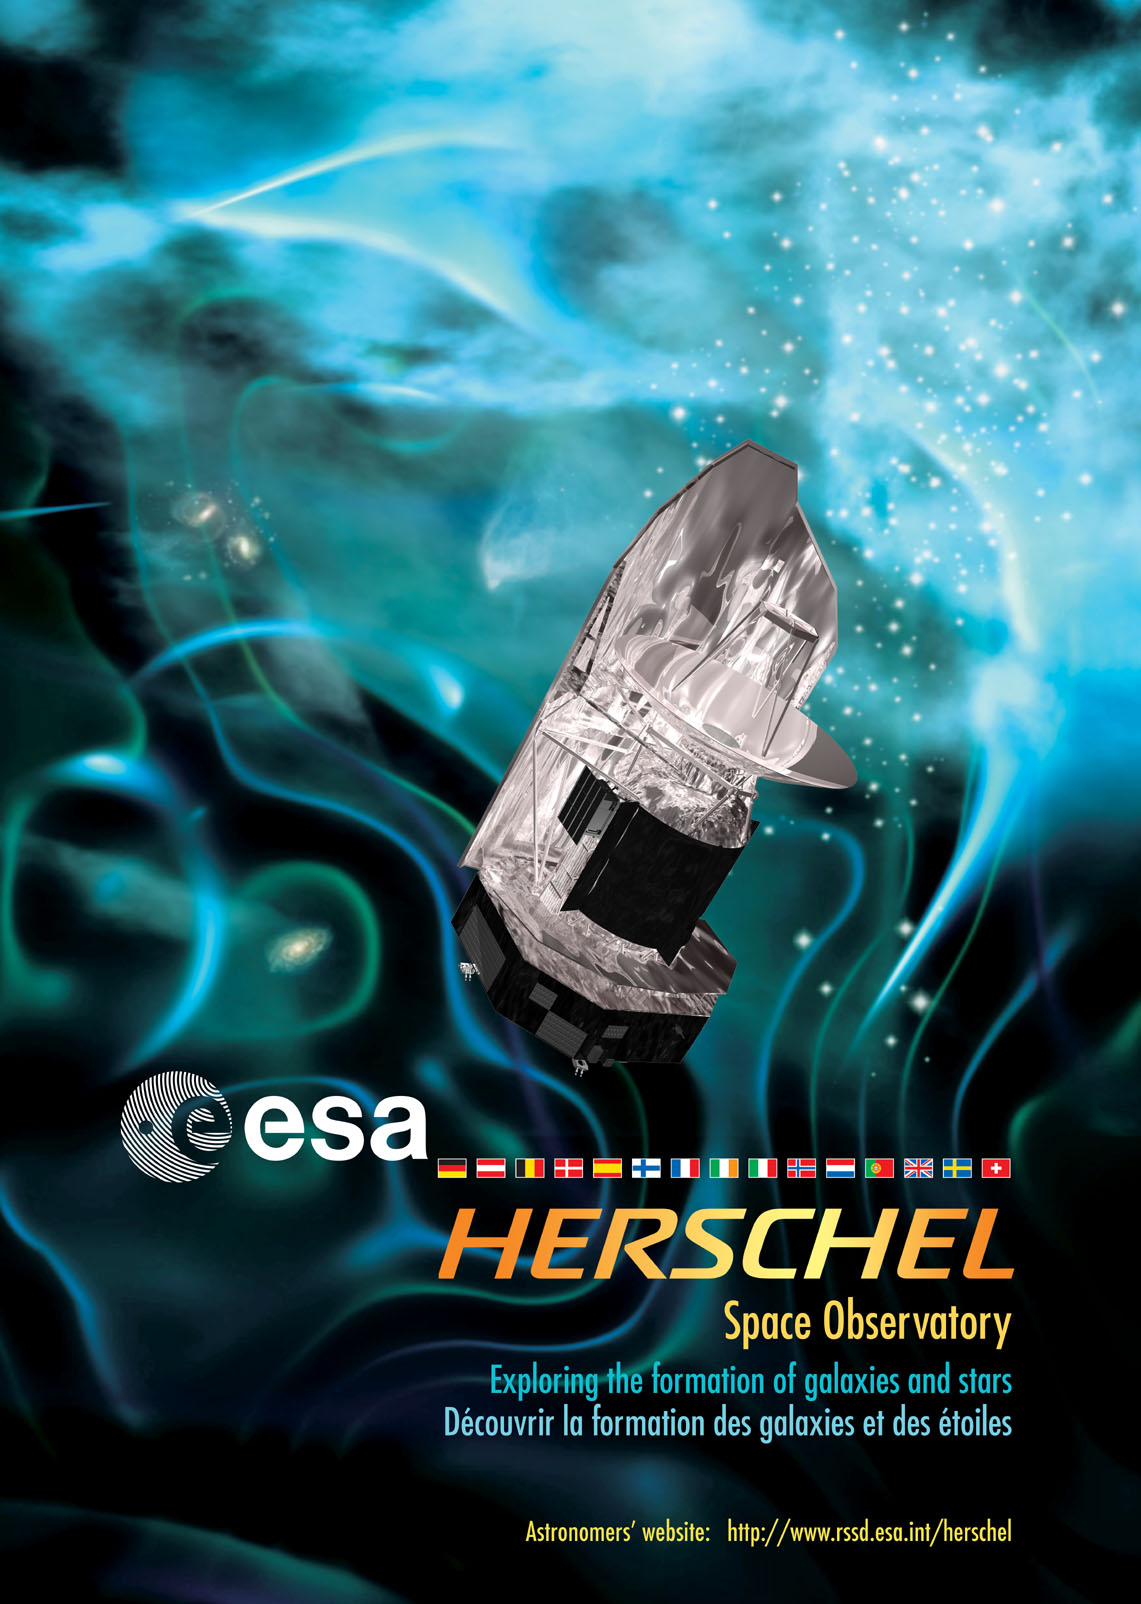 esa
HERSCHEL
Space Observatory
Exploring the formation of galaxies and stars
Découvrir la formation des galaxies et des étoiles
Astronomers' website: http://www.rssd.esa.int/herschel